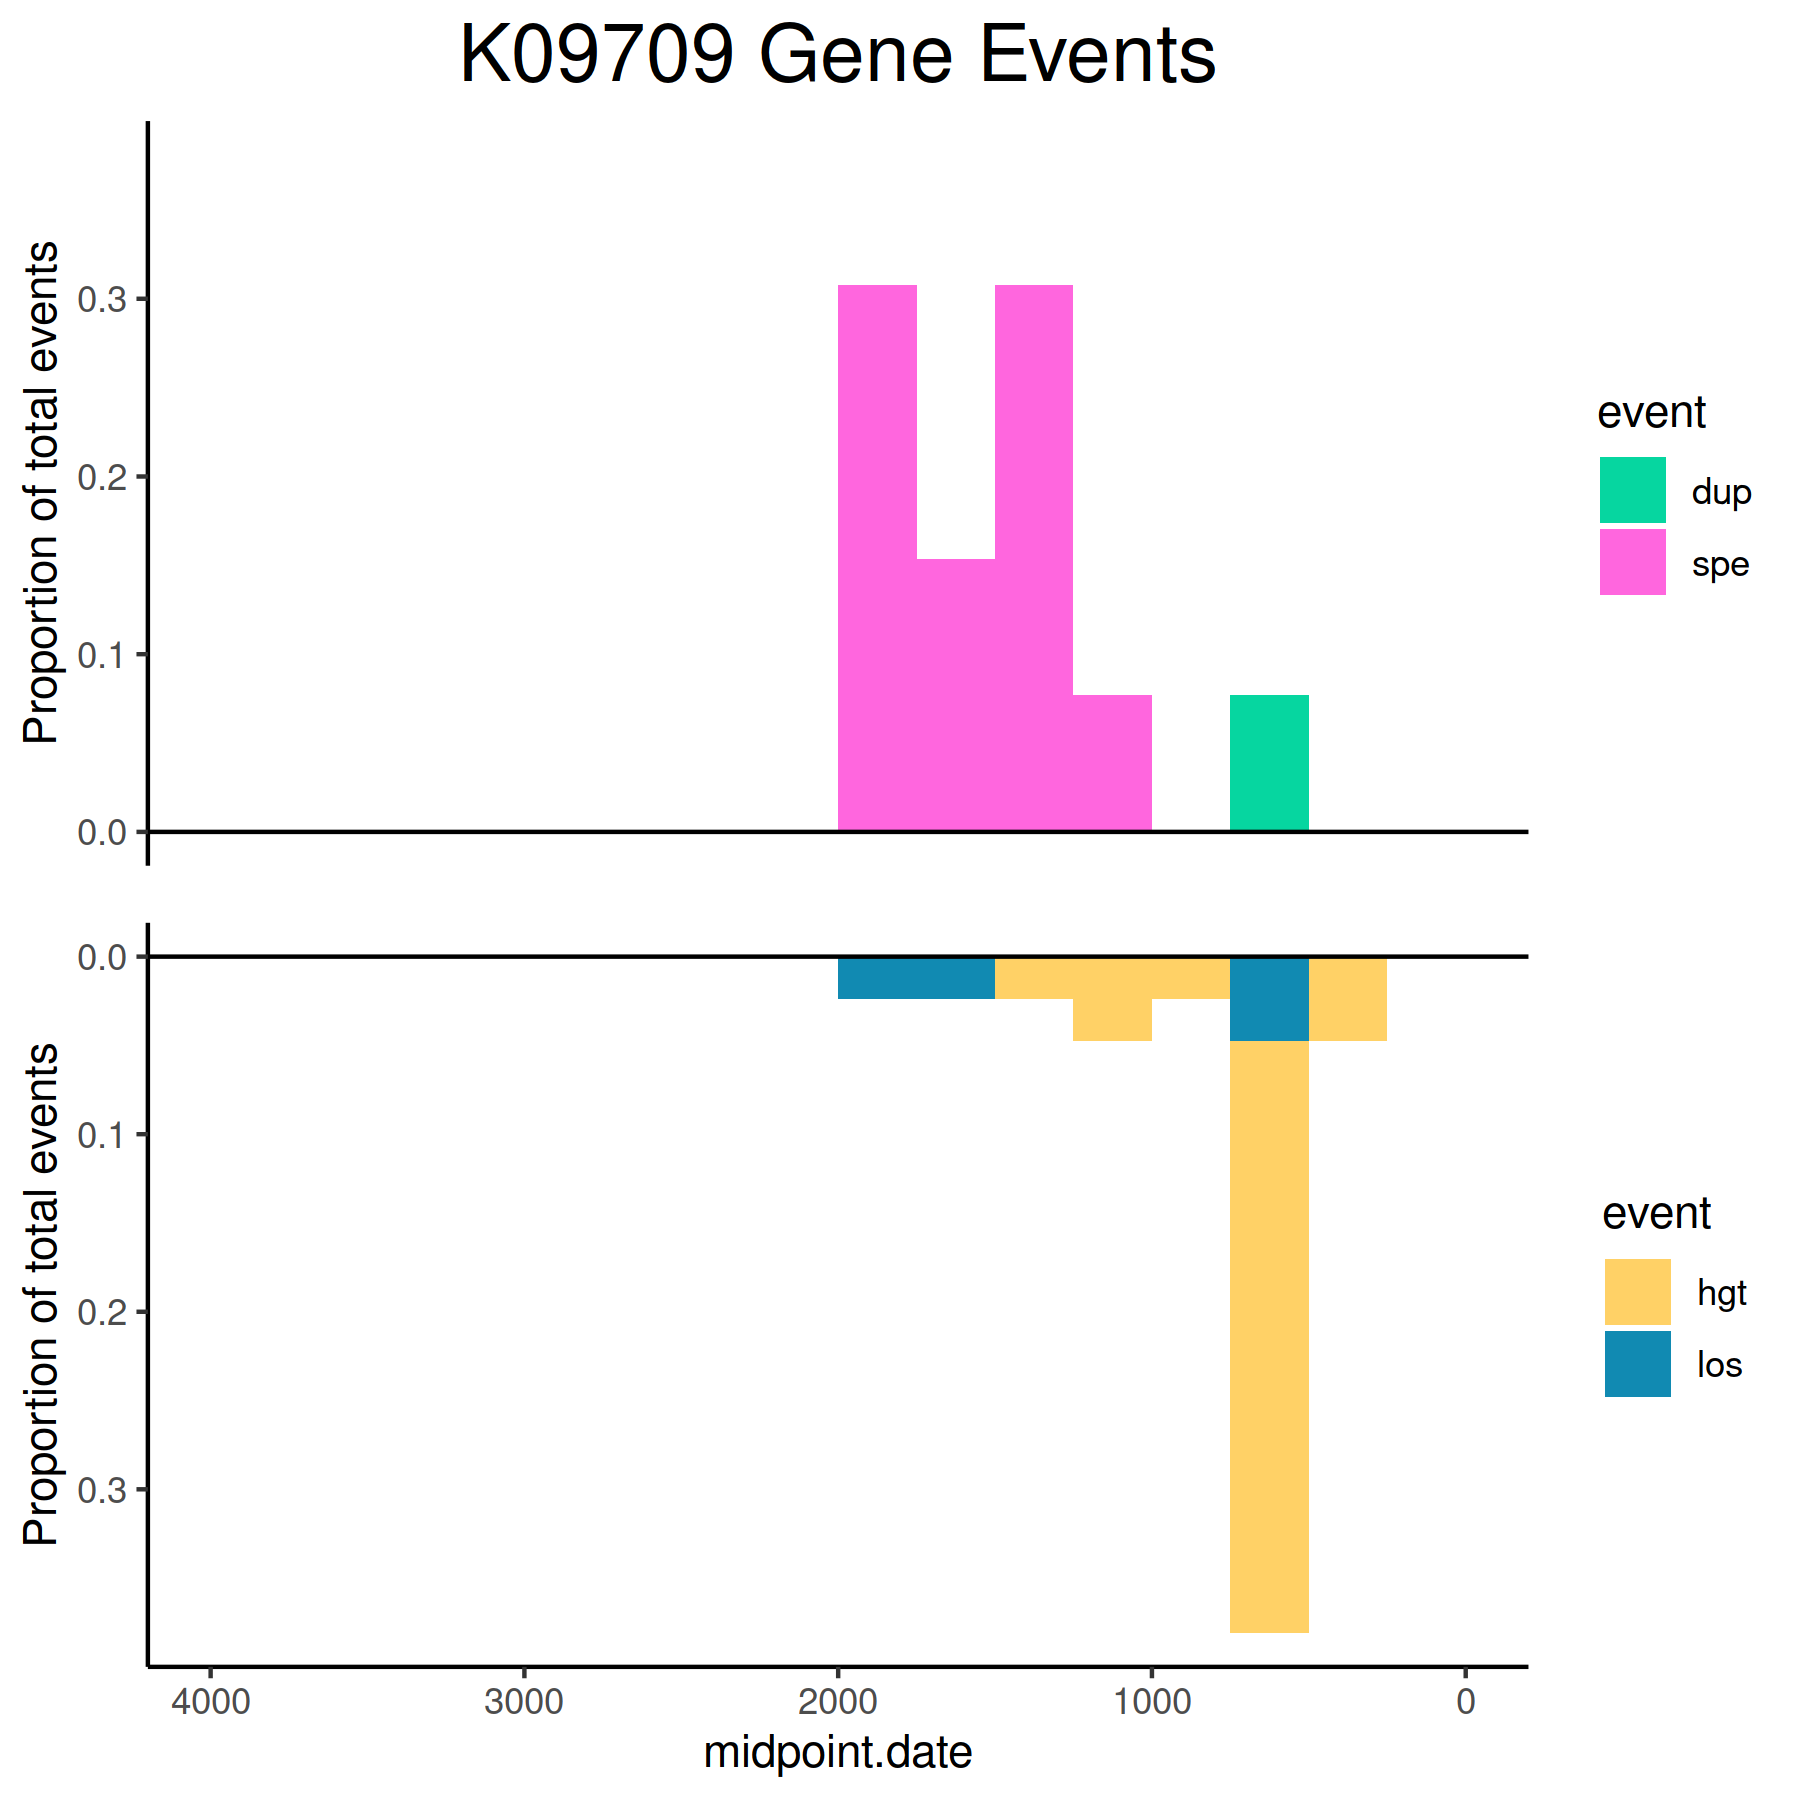 K09709 Gene Events
Proportion of total events
0.3
0.2
0.1
0.0
event
dup
spe
Proportion of total events
0.0
0.1
0.2
0.3
event
hgt
los
4000 3000 2000 1000 0
midpoint.date